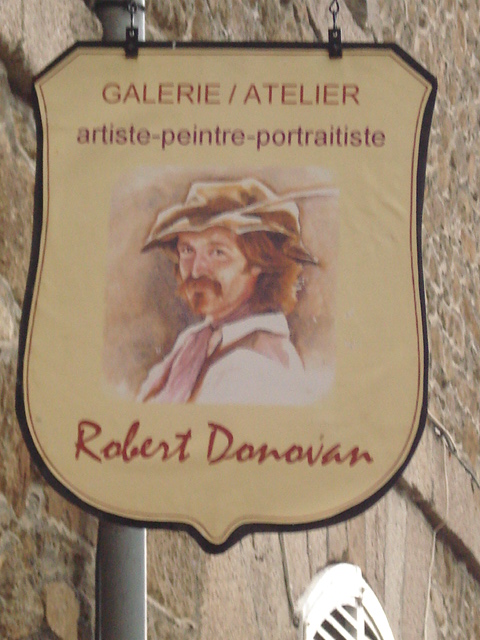 GALERIE / ATELIER
artiste-peintre-portraitiste
Robert Donovan